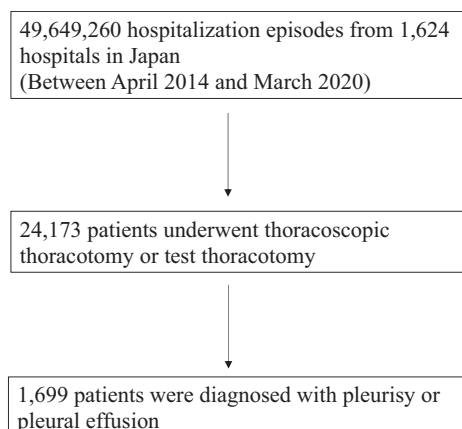 49,649,260 hospitalization episodes from 1,624
hospitals in Japan
(Between April 2014 and March 2020)
24,173 patients underwent thoracoscopic
thoracotomy or test thoracotomy
1,699 patients were diagnosed with pleurisy or
pleural effusion